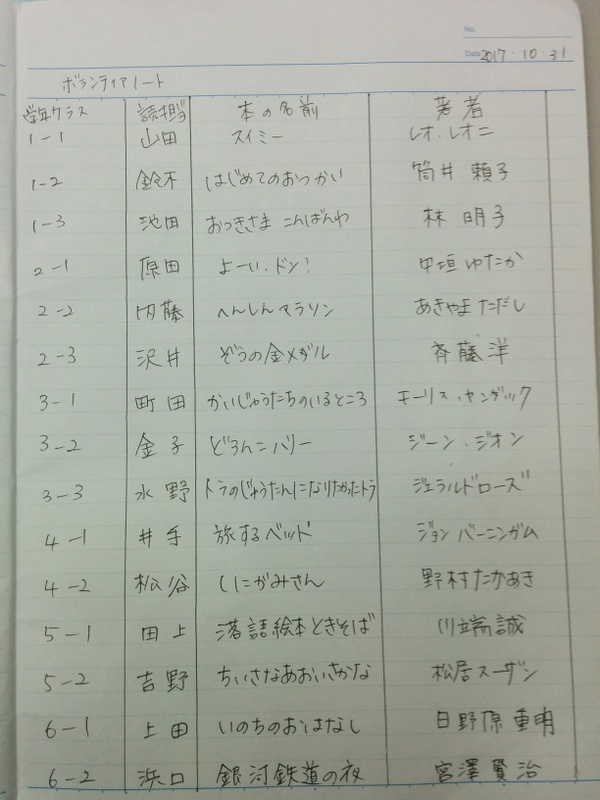 No.
Date 2017・10・31
ボランティアノート
学年クラス 読担当 本の名前 著者
1-1 山田 スイミー レオ・レオニ
1-2 鈴木 はじめてのおつかい 筒井 頼子
1-3 池田 おつきさま こんばんわ 林 明子
2-1 原田 よーい、ドン! 中垣ゆたか
2-2 内藤 へんしんマラソン あきやま ただし
2-3 沢井 ぞうの金メダル 斉藤洋
3-1 町田 かいじゅうたちのいるところ モーリス・センダック
3-2 金子 どろんこハリー ジーン・ジオン
3-3 水野 トラのじゅうたんになりたかったトラ ジェラルドローズ
4-1 井手 旅するベッド ジョン バーニンガム
4-2 松谷 しにがみさん 野村たかあき
5-1 田上 落語絵本ときそば 川端誠
5-2 吉野 ちいさなあおいさかな 松居スーザン
6-1 上田 いのちのおはなし 日野原重明
6-2 浜口 銀河鉄道の夜 宮澤賢治